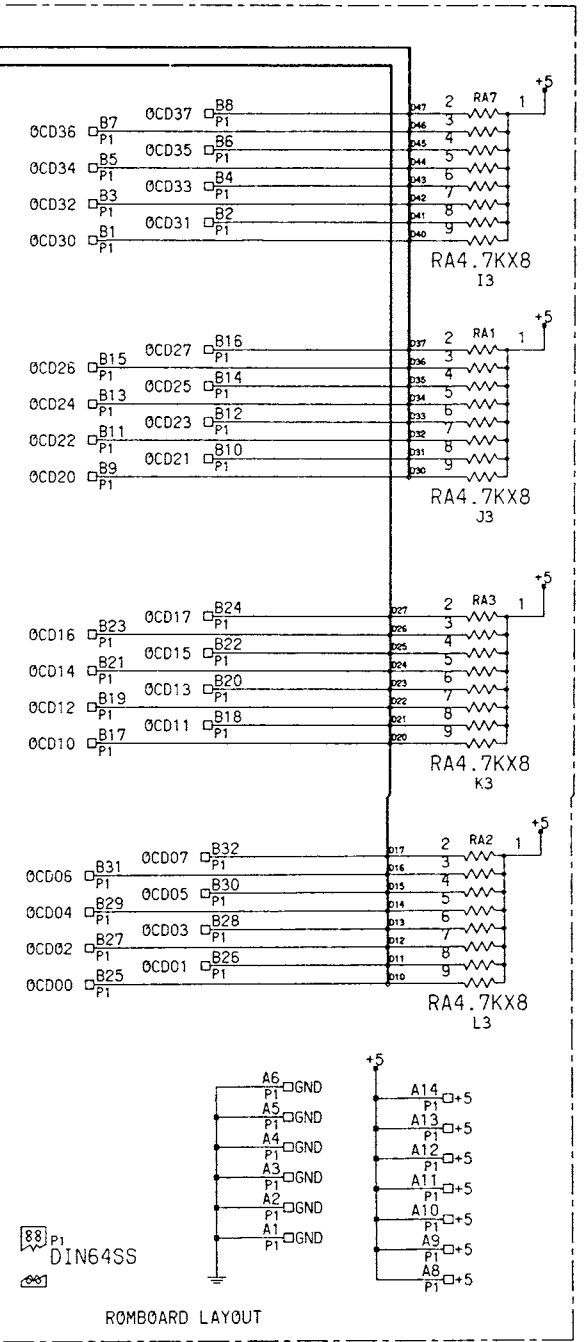 +5
0CD37 B8 P1 D47 2 RA7 1
0CD36 B7 P1 D46 3
0CD35 B6 P1 D45 4
0CD34 B5 P1 D44 5
0CD33 B4 P1 D43 6
0CD32 B3 P1 D42 7
0CD31 B2 P1 D41 8
0CD30 B1 P1 D40 9
RA4.7KX8
I3
+5
0CD27 B16 P1 D37 2 RA1 1
0CD26 B15 P1 D36 3
0CD25 B14 P1 D35 4
0CD24 B13 P1 D34 5
0CD23 B12 P1 D33 6
0CD22 B11 P1 D32 7
0CD21 B10 P1 D31 8
0CD20 B9 P1 D30 9
RA4.7KX8
J3
+5
0CD17 B24 P1 D27 2 RA3 1
0CD16 B23 P1 D26 3
0CD15 B22 P1 D25 4
0CD14 B21 P1 D24 5
0CD13 B20 P1 D23 6
0CD12 B19 P1 D22 7
0CD11 B18 P1 D21 8
0CD10 B17 P1 D20 9
RA4.7KX8
K3
+5
0CD07 B32 P1 D17 2 RA2 1
0CD06 B31 P1 D16 3
0CD05 B30 P1 D15 4
0CD04 B29 P1 D14 5
0CD03 B28 P1 D13 6
0CD02 B27 P1 D12 7
0CD01 B26 P1 D11 8
0CD00 B25 P1 D10 9
RA4.7KX8
L3
+5
A6 P1 GND
A5 P1 GND
A4 P1 GND
A3 P1 GND
A2 P1 GND
A1 P1 GND
A14 P1 +5
A13 P1 +5
A12 P1 +5
A11 P1 +5
A10 P1 +5
A9 P1 +5
A8 P1 +5
88 P1
DIN64SS
ROMBOARD LAYOUT